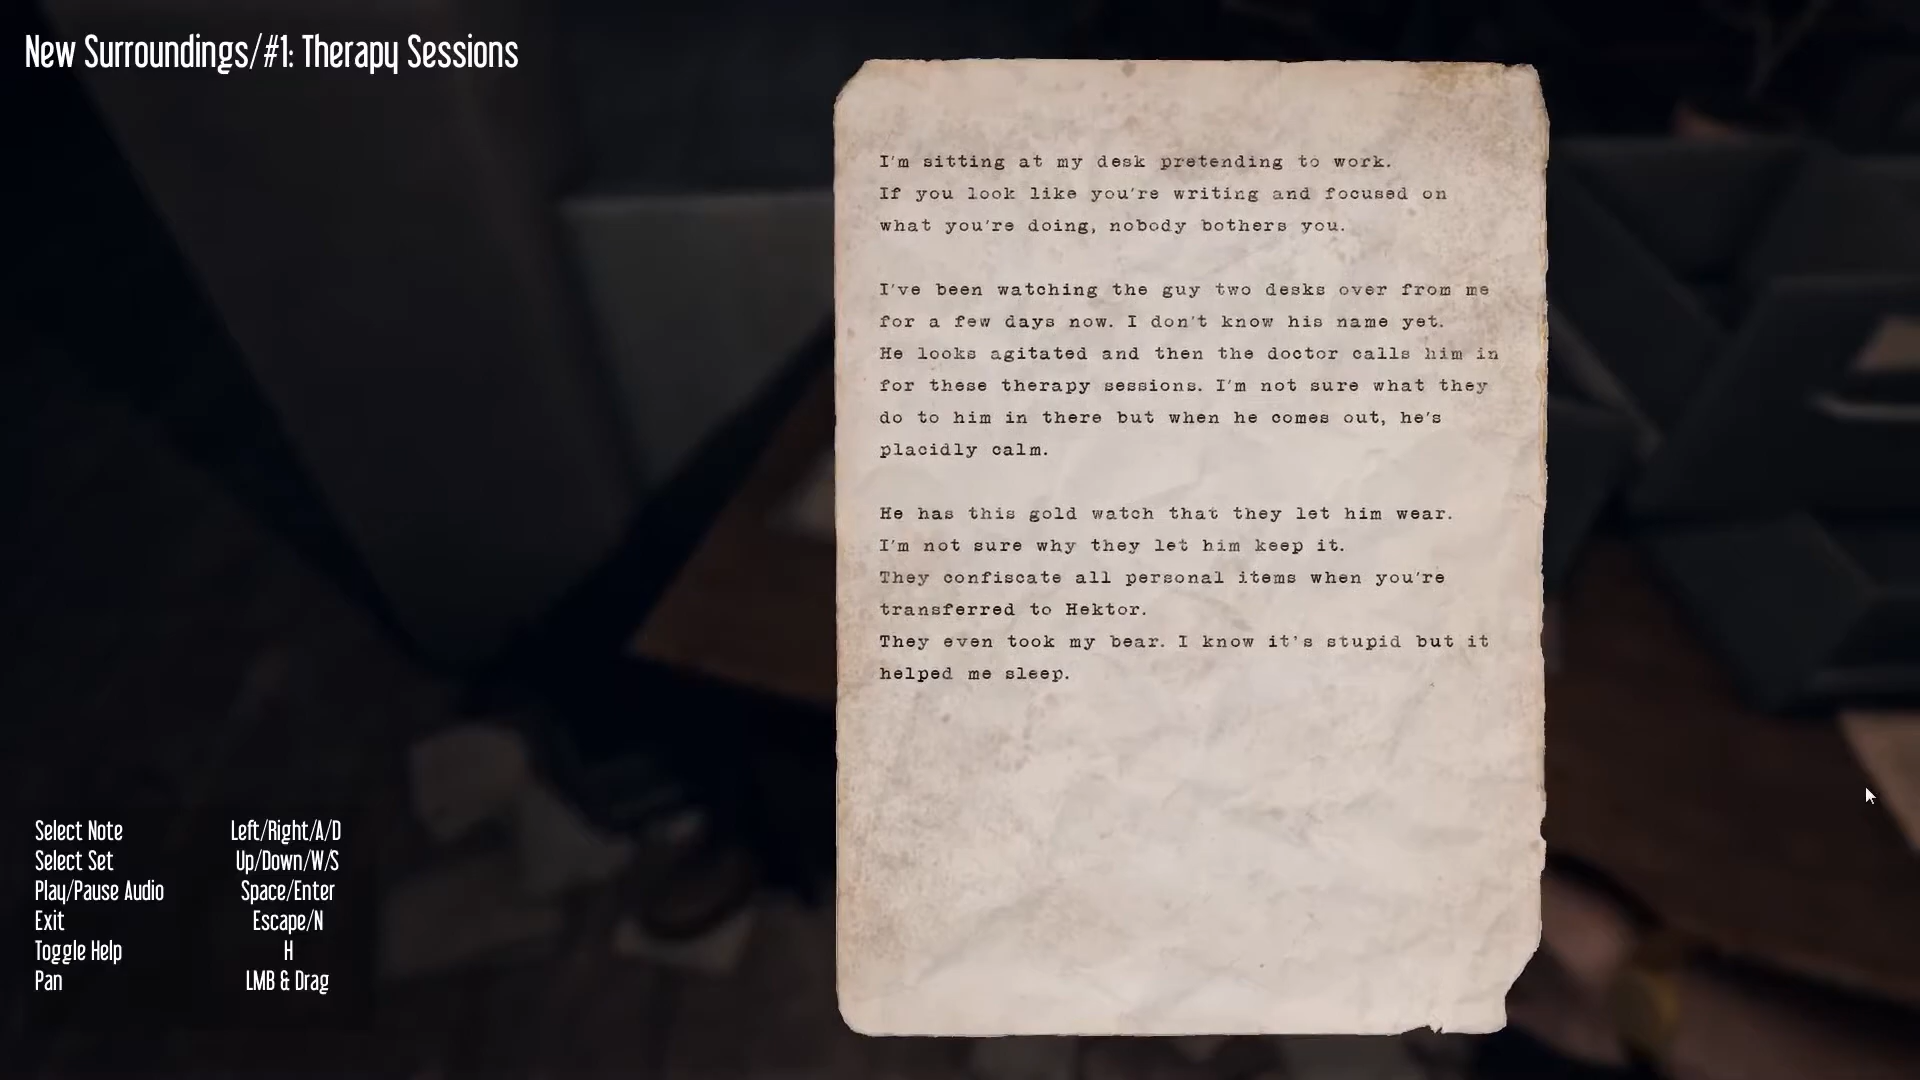 New Surroundings/#1: Therapy Sessions
I'm sitting at my desk pretending to work.
If you look like you're writing and focused on
what you're doing, nobody bothers you.
I've been watching the guy two desks over from me
for a few days now. I don't know his name yet.
He looks agitated and then the doctor calls him in
for these therapy sessions. I'm not sure what they
do to him in there but when he comes out, he's
placidly calm.
He has this gold watch that they let him wear.
I'm not sure why they let him keep it.
They confiscate all personal items when you're
transferred to Hektor.
They even took my bear. I know it's stupid but it
helped me sleep.
Select Note Left/Right/A/D
Select Set Up/Down/W/S
Play/Pause Audio Space/Enter
Exit Escape/N
Toggle Help H
Pan LMB & Drag